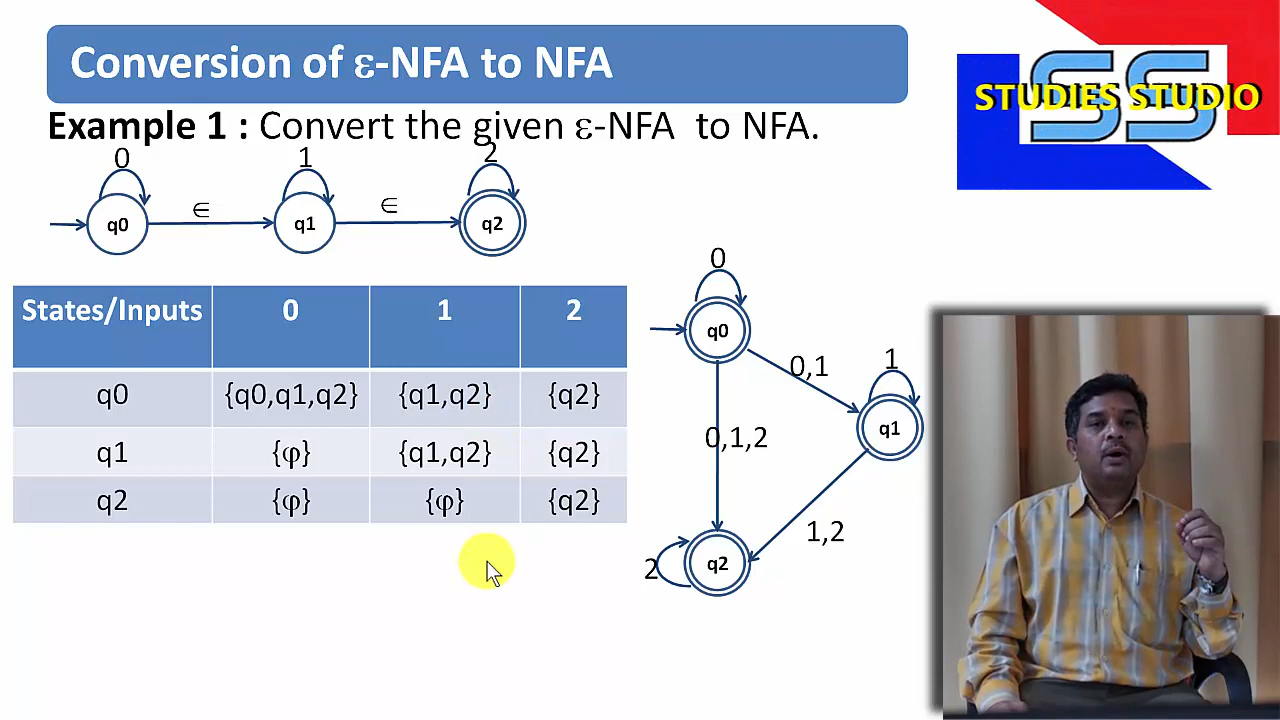 Conversion of ε-NFA to NFA
SS
STUDIES STUDIO
Example 1 : Convert the given ε-NFA to NFA.
0 1 2
∈ ∈
q0 q1 q2
States/Inputs 0 1 2
q0 {q0,q1,q2} {q1,q2} {q2}
q1 {φ} {q1,q2} {q2}
q2 {φ} {φ} {q2}
0
q0
0,1
1
q1
0,1,2
1,2
q2
2